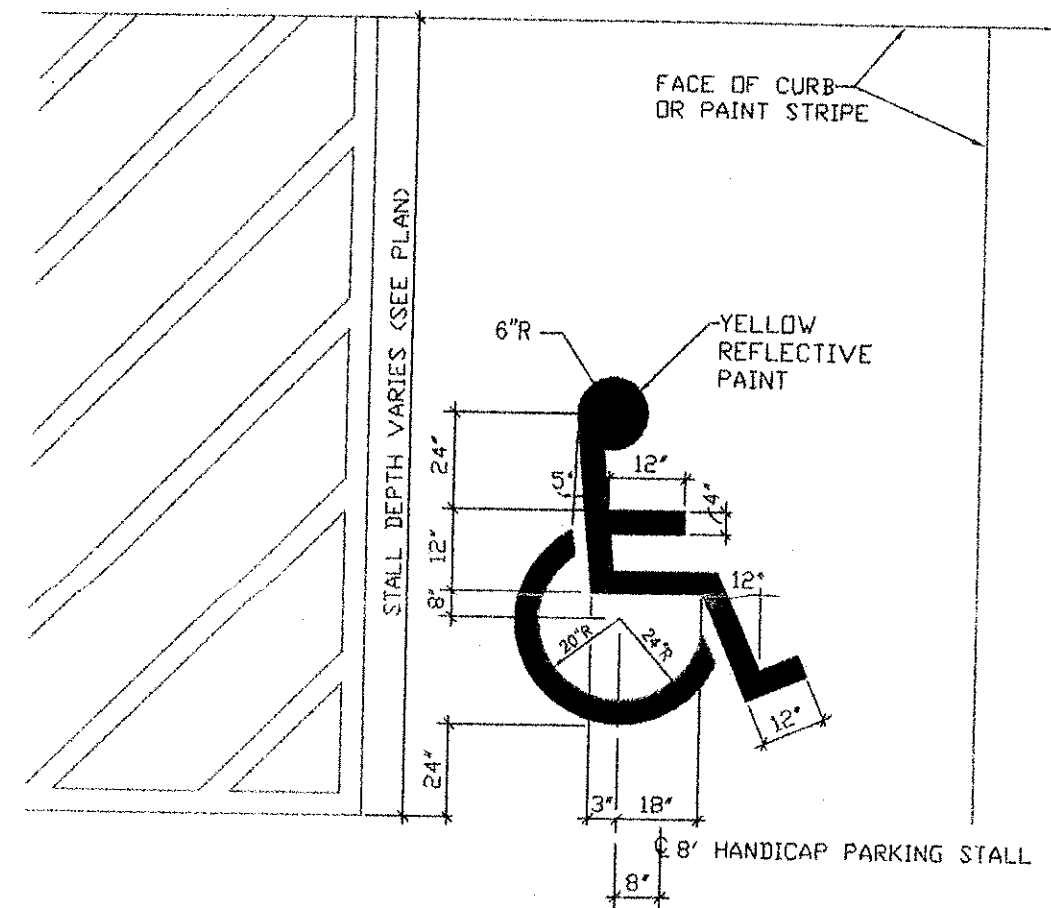 FACE OF CURB
OR PAINT STRIPE
STALL DEPTH VARIES (SEE PLAN)
6"R
YELLOW
REFLECTIVE
PAINT
24"
12"
5"
4"
12"
12"
8"
20"R
24"R
12"
24"
3"
18"
℄ 8' HANDICAP PARKING STALL
8"